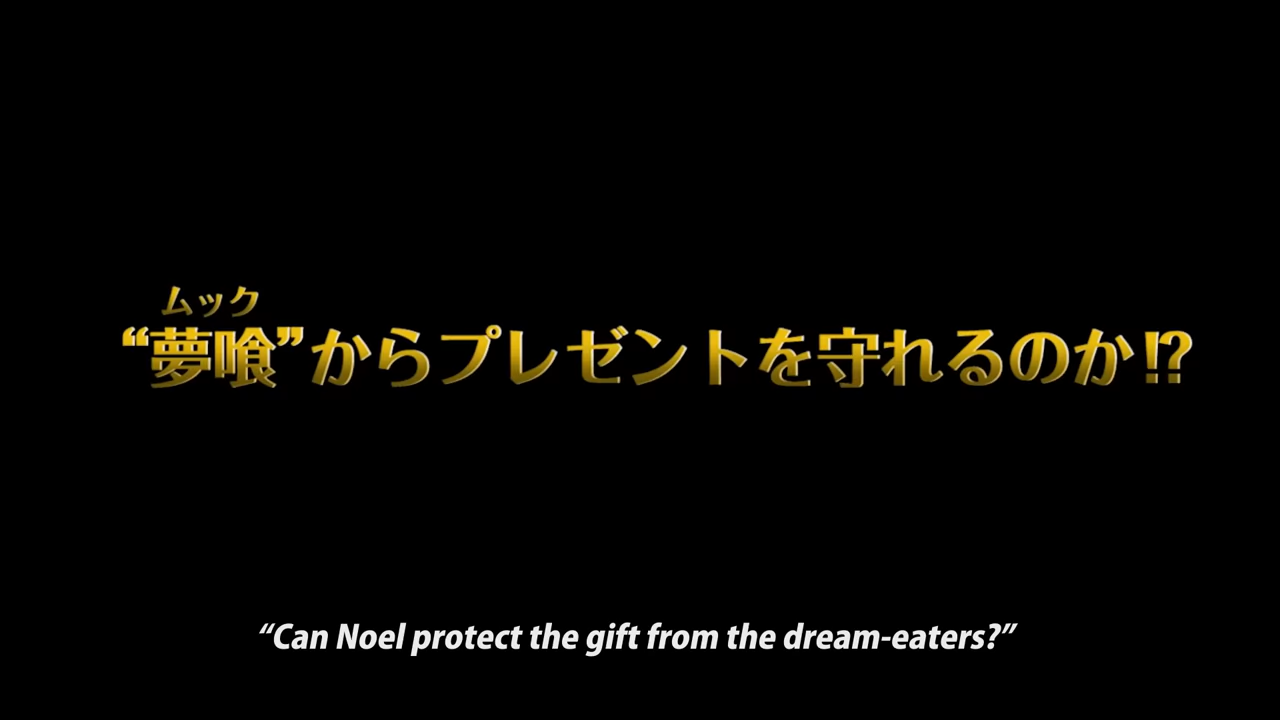 ムック
“夢喰”からプレゼントを守れるのか⁉
“Can Noel protect the gift from the dream-eaters?”